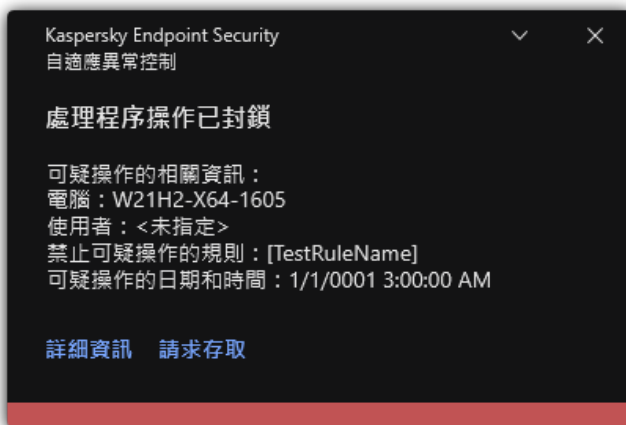 Kaspersky Endpoint Security
自適應異常控制
處理程序操作已封鎖
可疑操作的相關資訊：
電腦：W21H2-X64-1605
使用者：<未指定>
禁止可疑操作的規則：[TestRuleName]
可疑操作的日期和時間：1/1/0001 3:00:00 AM
詳細資訊 請求存取